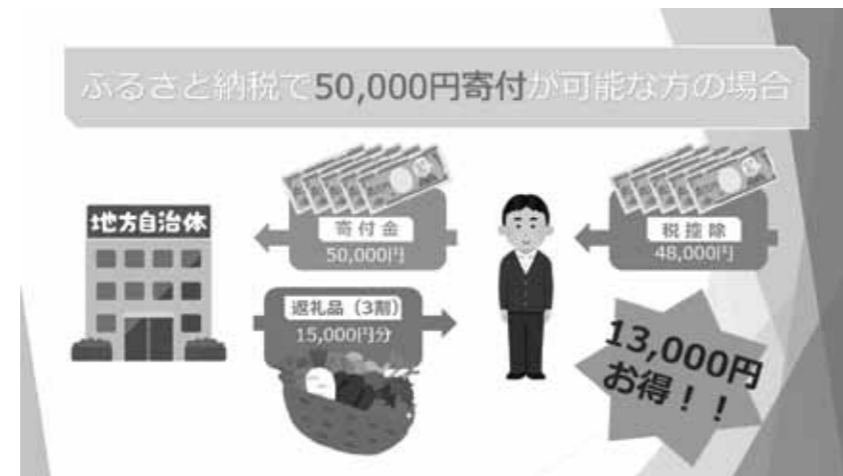 ふるさと納税で50,000円寄付が可能な方の場合
地方自治体
寄付金
50,000円
税控除
48,000円
返礼品（3割）
15,000円分
13,000円
お得！！